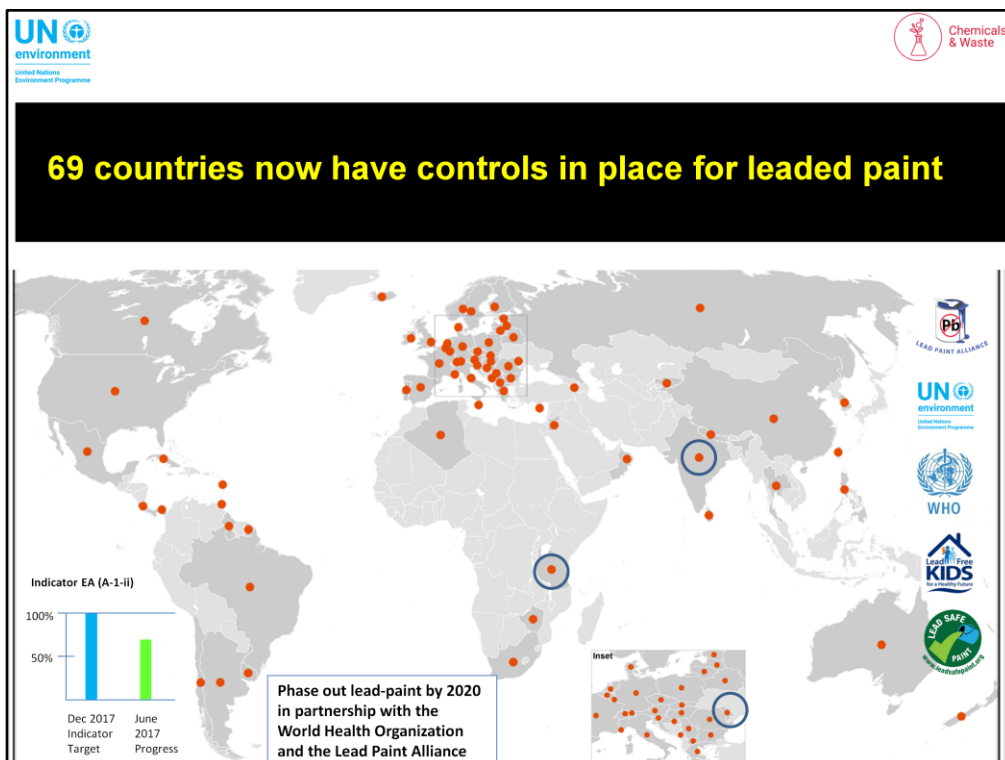 UN
environment
United Nations
Environment Programme
Chemicals
& Waste
69 countries now have controls in place for leaded paint
Pb
LEAD PAINT ALLIANCE
UN
environment
United Nations
Environment Programme
WHO
Lead Free
KIDS
for a Healthy Future
LEAD SAFE
PAINT
www.leadsafepaint.org
Indicator EA (A-1-ii)
100%
50%
Dec 2017
Indicator
Target
June
2017
Progress
Phase out lead-paint by 2020
in partnership with the
World Health Organization
and the Lead Paint Alliance
Inset